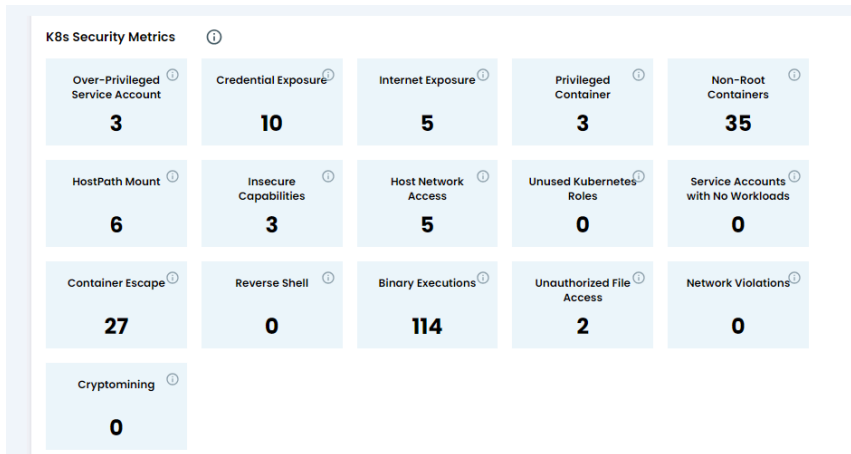 K8s Security Metrics
Over-Privileged
Service Account
3
Credential Exposure
10
Internet Exposure
5
Privileged
Container
3
Non-Root
Containers
35
HostPath Mount
6
Insecure
Capabilities
3
Host Network
Access
5
Unused Kubernetes
Roles
0
Service Accounts
with No Workloads
0
Container Escape
27
Reverse Shell
0
Binary Executions
114
Unauthorized File
Access
2
Network Violations
0
Cryptomining
0